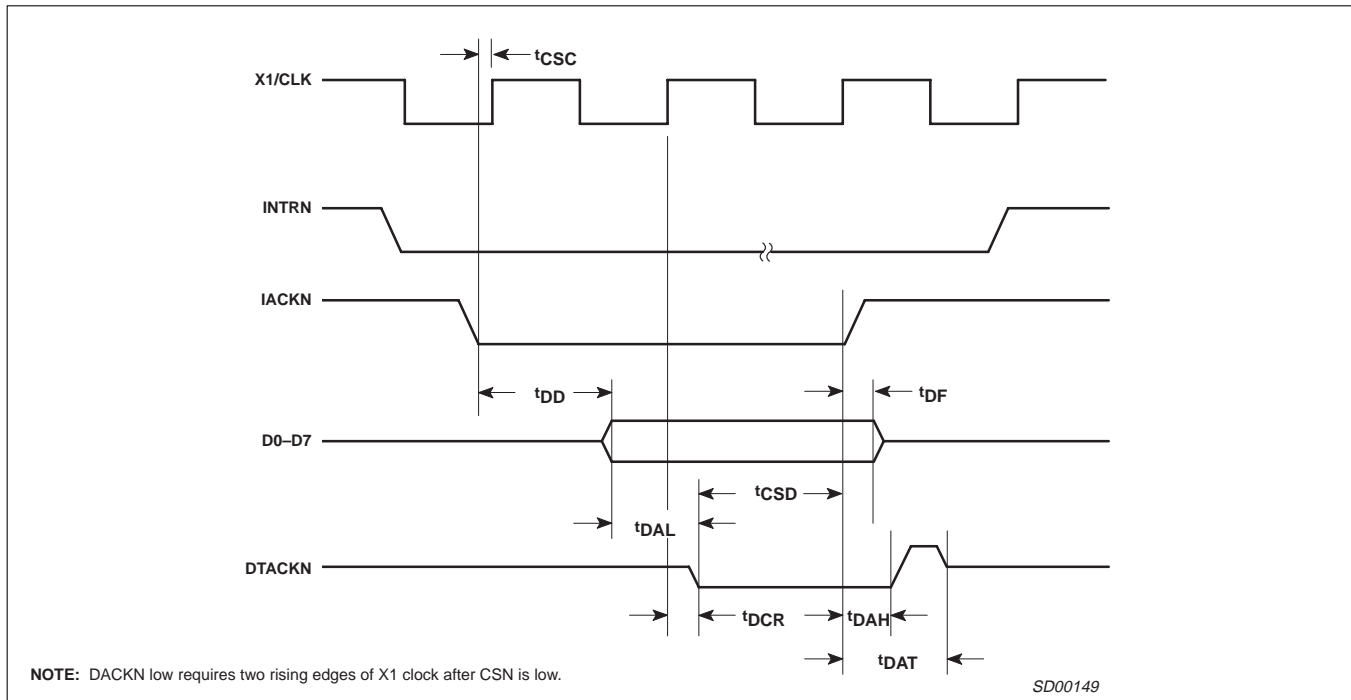 tCSC
X1/CLK
INTRN
IACKN
tDD
tDF
D0–D7
tCSD
tDAL
DTACKN
tDCR
tDAH
tDAT
NOTE: DACKN low requires two rising edges of X1 clock after CSN is low.
SD00149